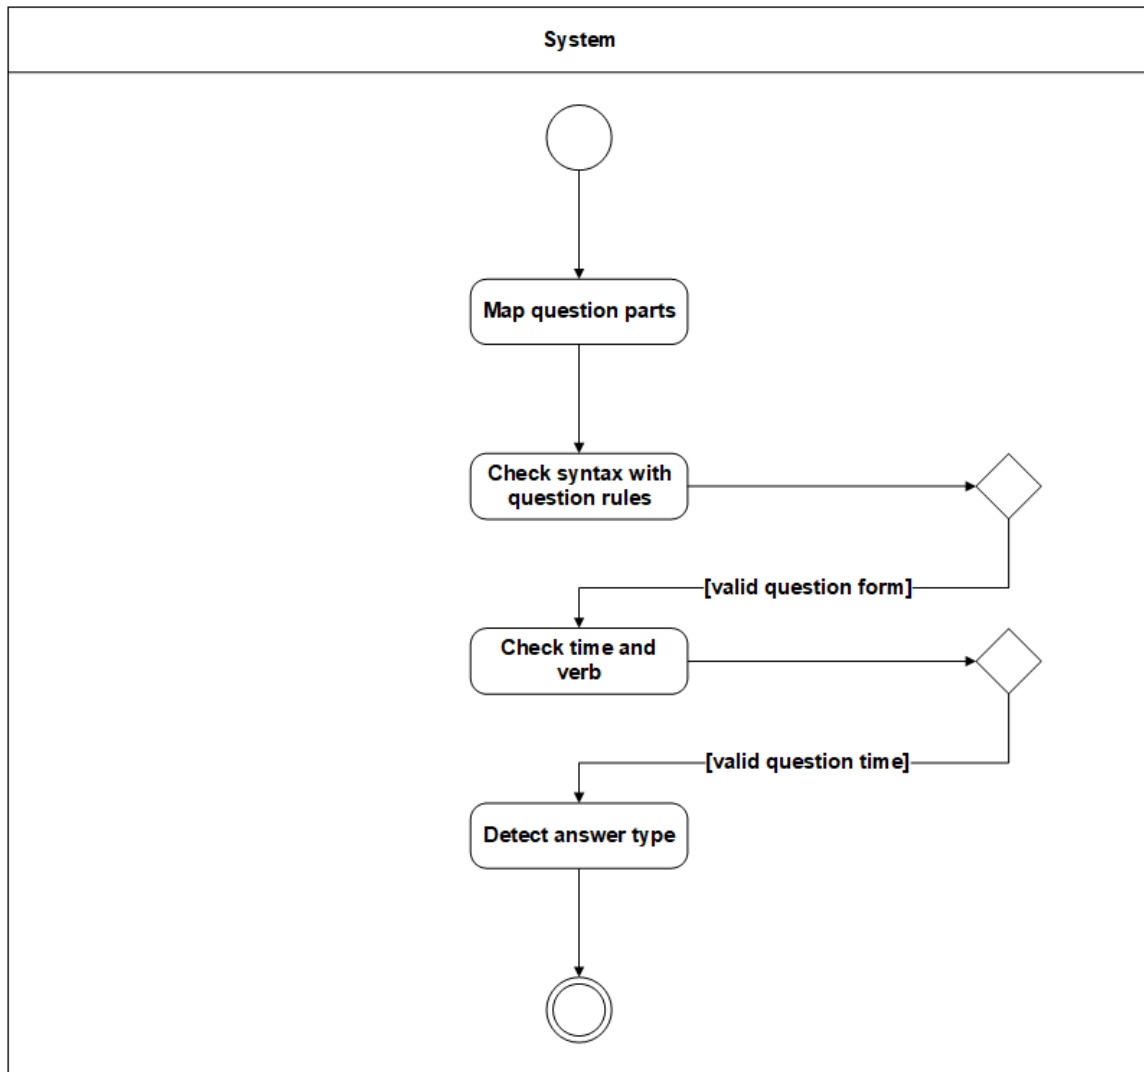 System
Map question parts
Check syntax with
question rules
[valid question form]
Check time and
verb
[valid question time]
Detect answer type